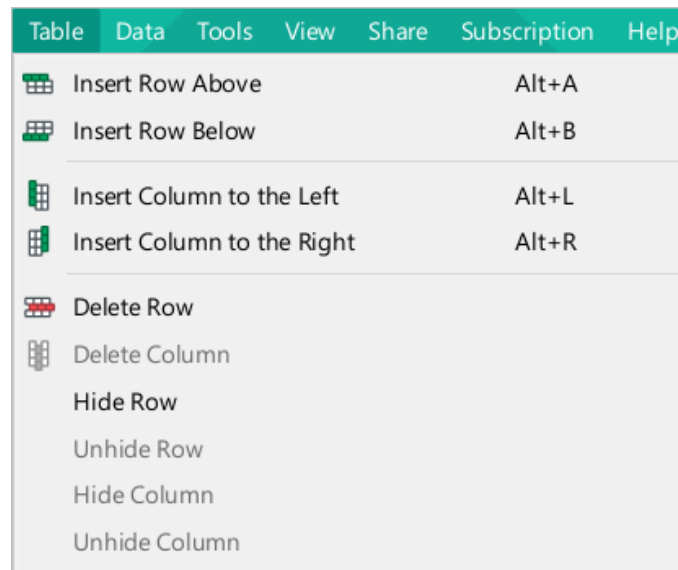 Table Data Tools View Share Subscription Help
Insert Row Above Alt+A
Insert Row Below Alt+B
Insert Column to the Left Alt+L
Insert Column to the Right Alt+R
Delete Row
Delete Column
Hide Row
Unhide Row
Hide Column
Unhide Column